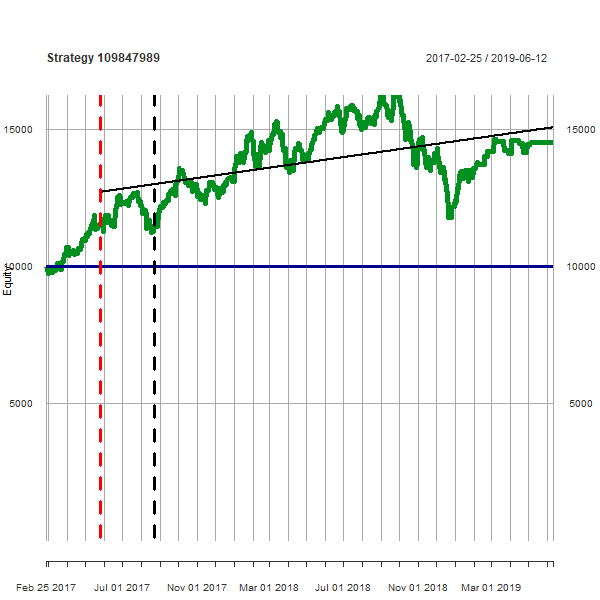 Strategy 109847989
2017-02-25 / 2019-06-12
15000
15000
10000
10000
Equity
5000
5000
Feb 25 2017
Jul 01 2017
Nov 01 2017
Mar 01 2018
Jul 01 2018
Nov 01 2018
Mar 01 2019